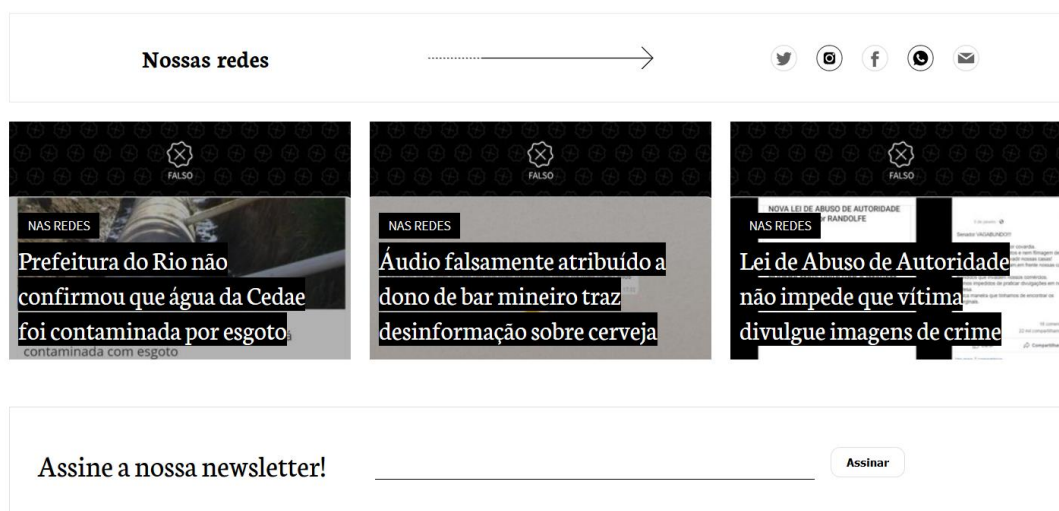 Nossas redes
FALSO
NAS REDES
Prefeitura do Rio não
confirmou que água da Cedae
foi contaminada por esgoto
contaminada com esgoto
FALSO
NAS REDES
Áudio falsamente atribuído a
dono de bar mineiro traz
desinformação sobre cerveja
FALSO
NOVA LEI DE ABUSO DE AUTORIDADE
RANDOLFE
Senador VAGABUNDO!!!
NAS REDES
Lei de Abuso de Autoridade
não impede que vítima
divulgue imagens de crime
Assine a nossa newsletter!
Assinar